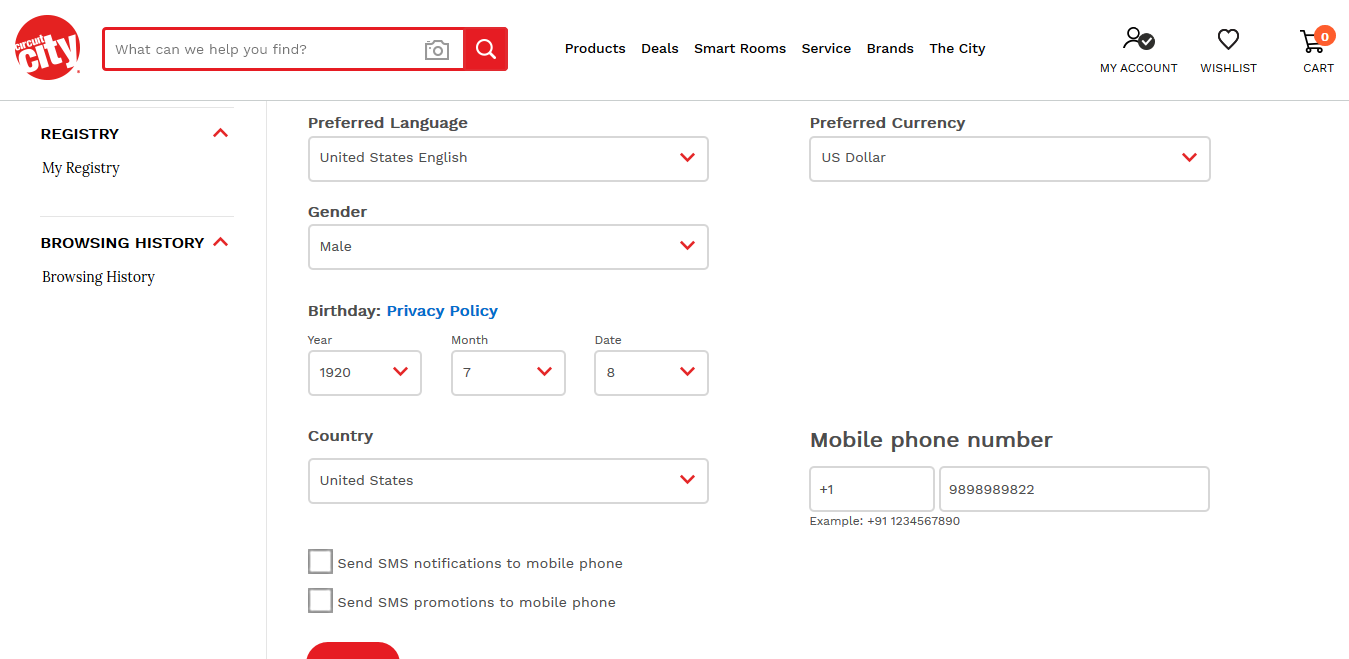 circuit
city
What can we help you find?
Products
Deals
Smart Rooms
Service
Brands
The City
MY ACCOUNT
WISHLIST
0
CART
REGISTRY
My Registry
BROWSING HISTORY
Browsing History
Preferred Language
United States English
Preferred Currency
US Dollar
Gender
Male
Birthday: Privacy Policy
Year
Month
Date
1920
7
8
Country
United States
Mobile phone number
+1
9898989822
Example: +91 1234567890
Send SMS notifications to mobile phone
Send SMS promotions to mobile phone